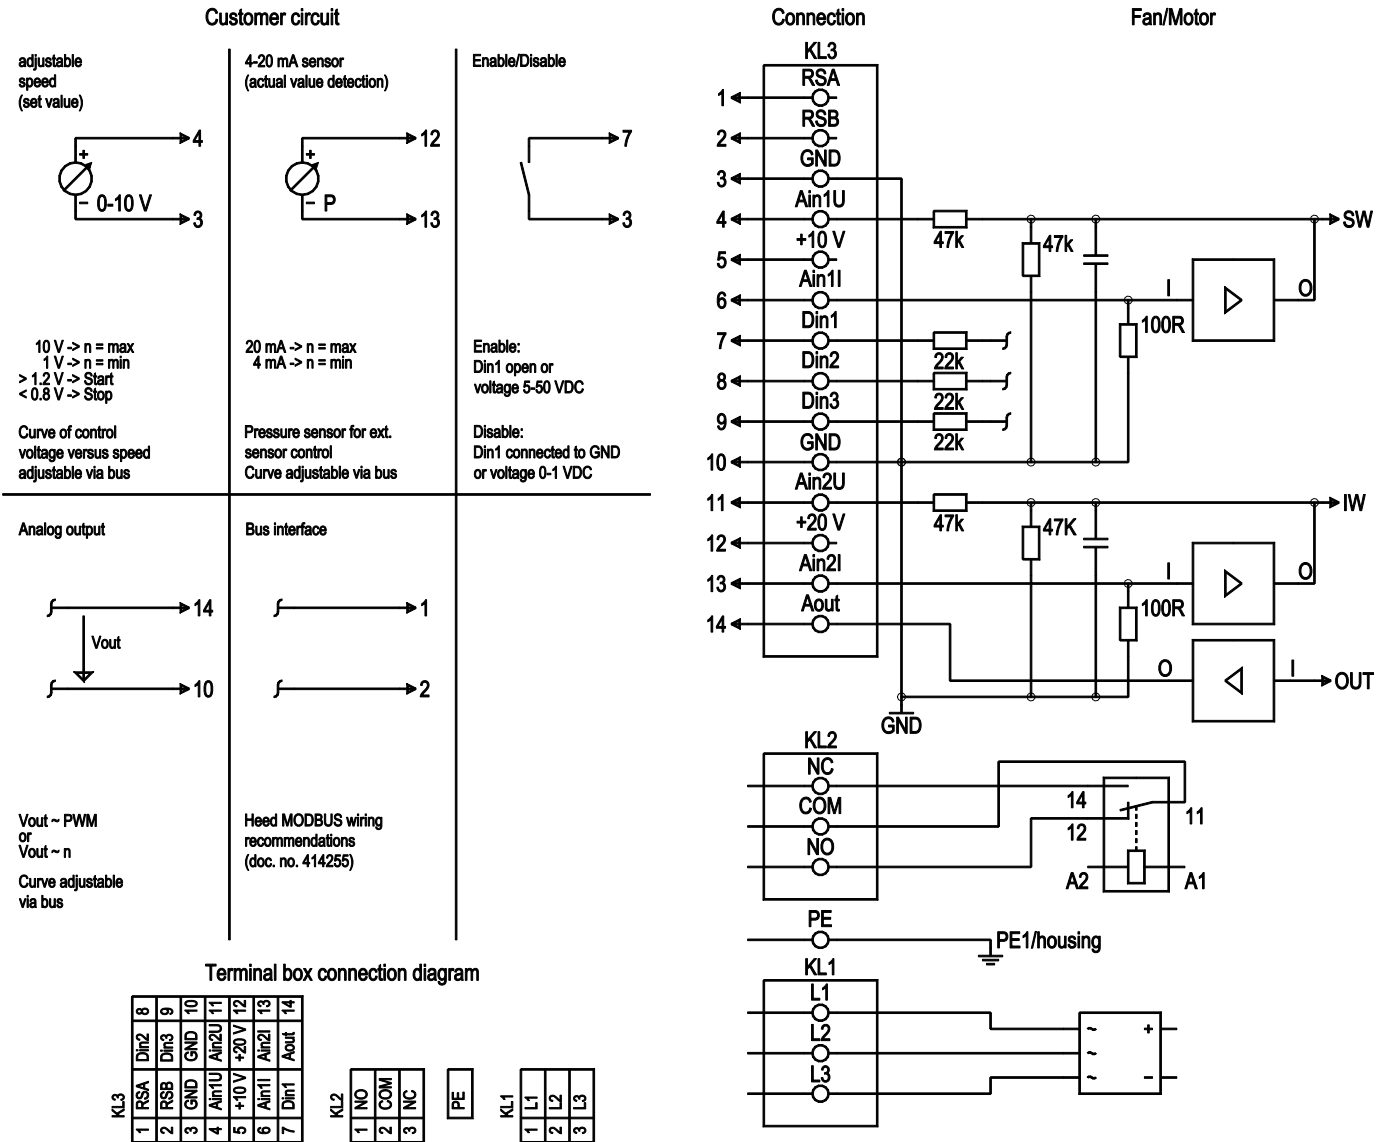 Customer circuit
adjustable
speed
(set value)
+
4
- 0-10 V
3
10 V -> n = max
1 V -> n = min
> 1.2 V -> Start
< 0.8 V -> Stop
Curve of control
voltage versus speed
adjustable via bus
4-20 mA sensor
(actual value detection)
+
12
- P
13
20 mA -> n = max
4 mA -> n = min
Pressure sensor for ext.
sensor control
Curve adjustable via bus
Enable/Disable
7
3
Enable:
Din1 open or
voltage 5-50 VDC
Disable:
Din1 connected to GND
or voltage 0-1 VDC
Analog output
14
Vout
10
Vout ~ PWM
or
Vout ~ n
Curve adjustable
via bus
Bus interface
1
2
Heed MODBUS wiring
recommendations
(doc. no. 414255)
Connection
Fan/Motor
KL3
1 RSA
2 RSB
3 GND
4 Ain1U 47k SW
47k
5 +10 V
6 Ain1I I O
100R
7 Din1 22k
8 Din2 22k
9 Din3 22k
10 GND
11 Ain2U 47k IW
47K
12 +20 V
13 Ain2I I O
100R
14 Aout
O I OUT
GND
KL2
NC
COM
NO
14
12
11
A2
A1
PE
PE1/housing
KL1
L1
L2
L3
~ +
~
~ -
Terminal box connection diagram
KL3
8 Din2
9 Din3
10 GND
11 Ain2U
12 +20 V
13 Ain2I
14 Aout
1 RSA
2 RSB
3 GND
4 Ain1U
5 +10 V
6 Ain1I
7 Din1
KL2
1 NO
2 COM
3 NC
PE
KL1
1 L1
2 L2
3 L3